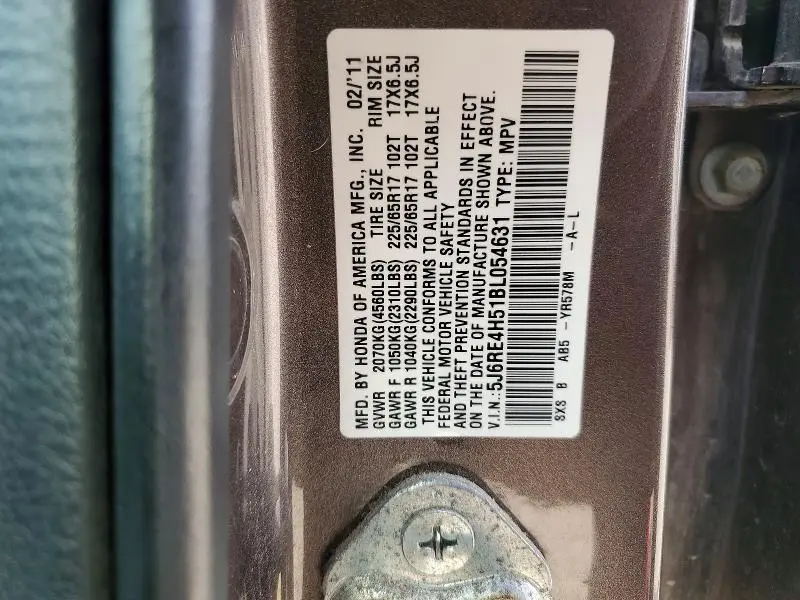 MFD. BY HONDA OF AMERICA MFG., INC. 02/'11
GVWR 2070KG(4560LBS) TIRE SIZE RIM SIZE
GAWR F 1050KG(2310LBS) 225/65R17 102T 17X6.5J
GAWR R 1040KG(2290LBS) 225/65R17 102T 17X6.5J
THIS VEHICLE CONFORMS TO ALL APPLICABLE
FEDERAL MOTOR VEHICLE SAFETY
AND THEFT PREVENTION STANDARDS IN EFFECT
ON THE DATE OF MANUFACTURE SHOWN ABOVE.
V.I.N.:5J6RE4H51BL054631 TYPE: MPV
SXS B AB5 -YR578M -A-L